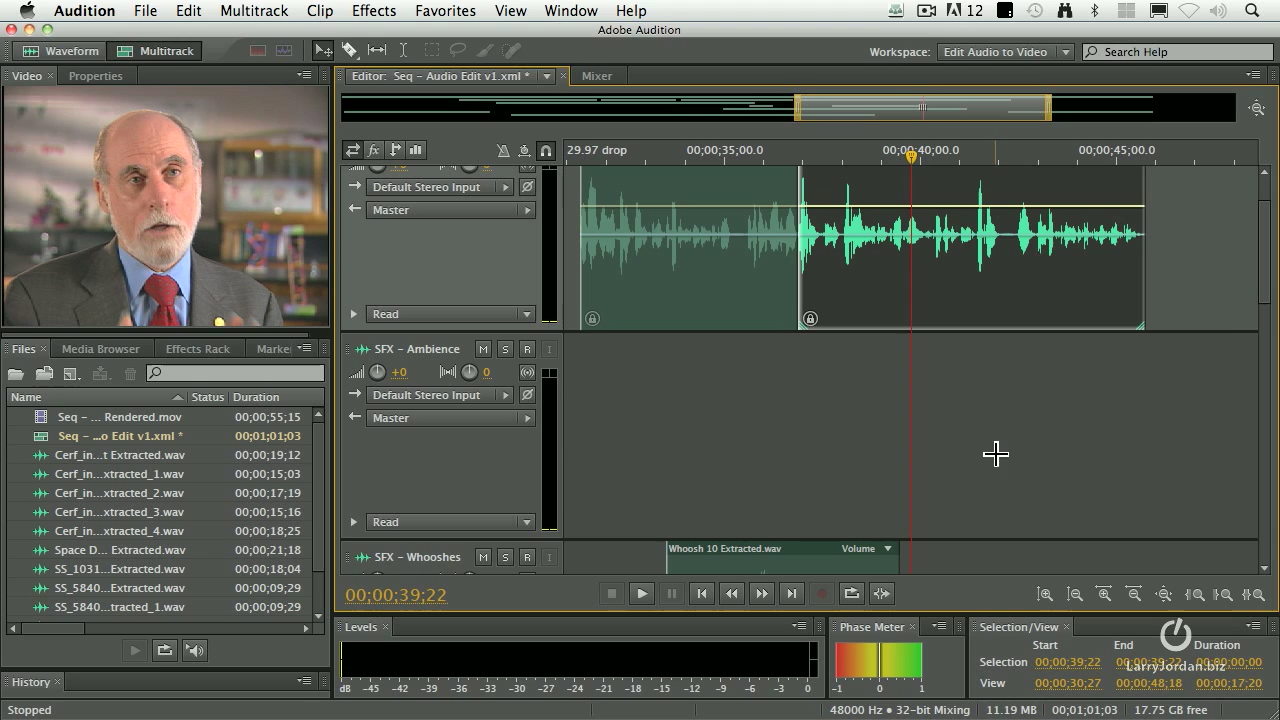 Audition File Edit Multitrack Clip Effects Favorites View Window Help 12
Adobe Audition
Waveform Multitrack Workspace: Edit Audio to Video Search Help
Video × Properties
Editor: Seq - Audio Edit v1.xml * × Mixer
fx 29.97 drop 00;00;35;00.0 00;00;40;00.0 00;00;45;00.0
Default Stereo Input
Master
Read
SFX - Ambience M S R I
+0 0
Default Stereo Input
Master
Read
SFX - Whooshes M S R I
Whoosh 10 Extracted.wav Volume
Files × Media Browser Effects Rack Marke
Name Status Duration
Seq - ... Rendered.mov 00;00;55;15
Seq - ...o Edit v1.xml * 00;01;01;03
Cerf_in...t Extracted.wav 00;00;19;12
Cerf_in...xtracted_1.wav 00;00;15;03
Cerf_in...xtracted_2.wav 00;00;17;19
Cerf_in...xtracted_3.wav 00;00;15;16
Cerf_in...xtracted_4.wav 00;00;18;25
Space D... Extracted.wav 00;00;21;18
SS_1031... Extracted.wav 00;00;18;04
SS_5840...Extracted.wav 00;00;09;29
SS_5840...tracted_1.wav 00;00;09;29
00;00;39;22
History ×
Levels ×
dB -45 -42 -39 -36 -33 -30 -27 -24 -21 -18 -15 -12 -9 -6 -3 0
Phase Meter ×
-1 0 1
Selection/View ×
Start End Duration
Selection 00;00;39;22 00;00;39;22 00;00;00;00
LarryJordan.biz
View 00;00;30;27 00;00;48;18 00;00;17;20
Stopped 48000 Hz • 32-bit Mixing 11.19 MB 00;01;01;03 17.75 GB free